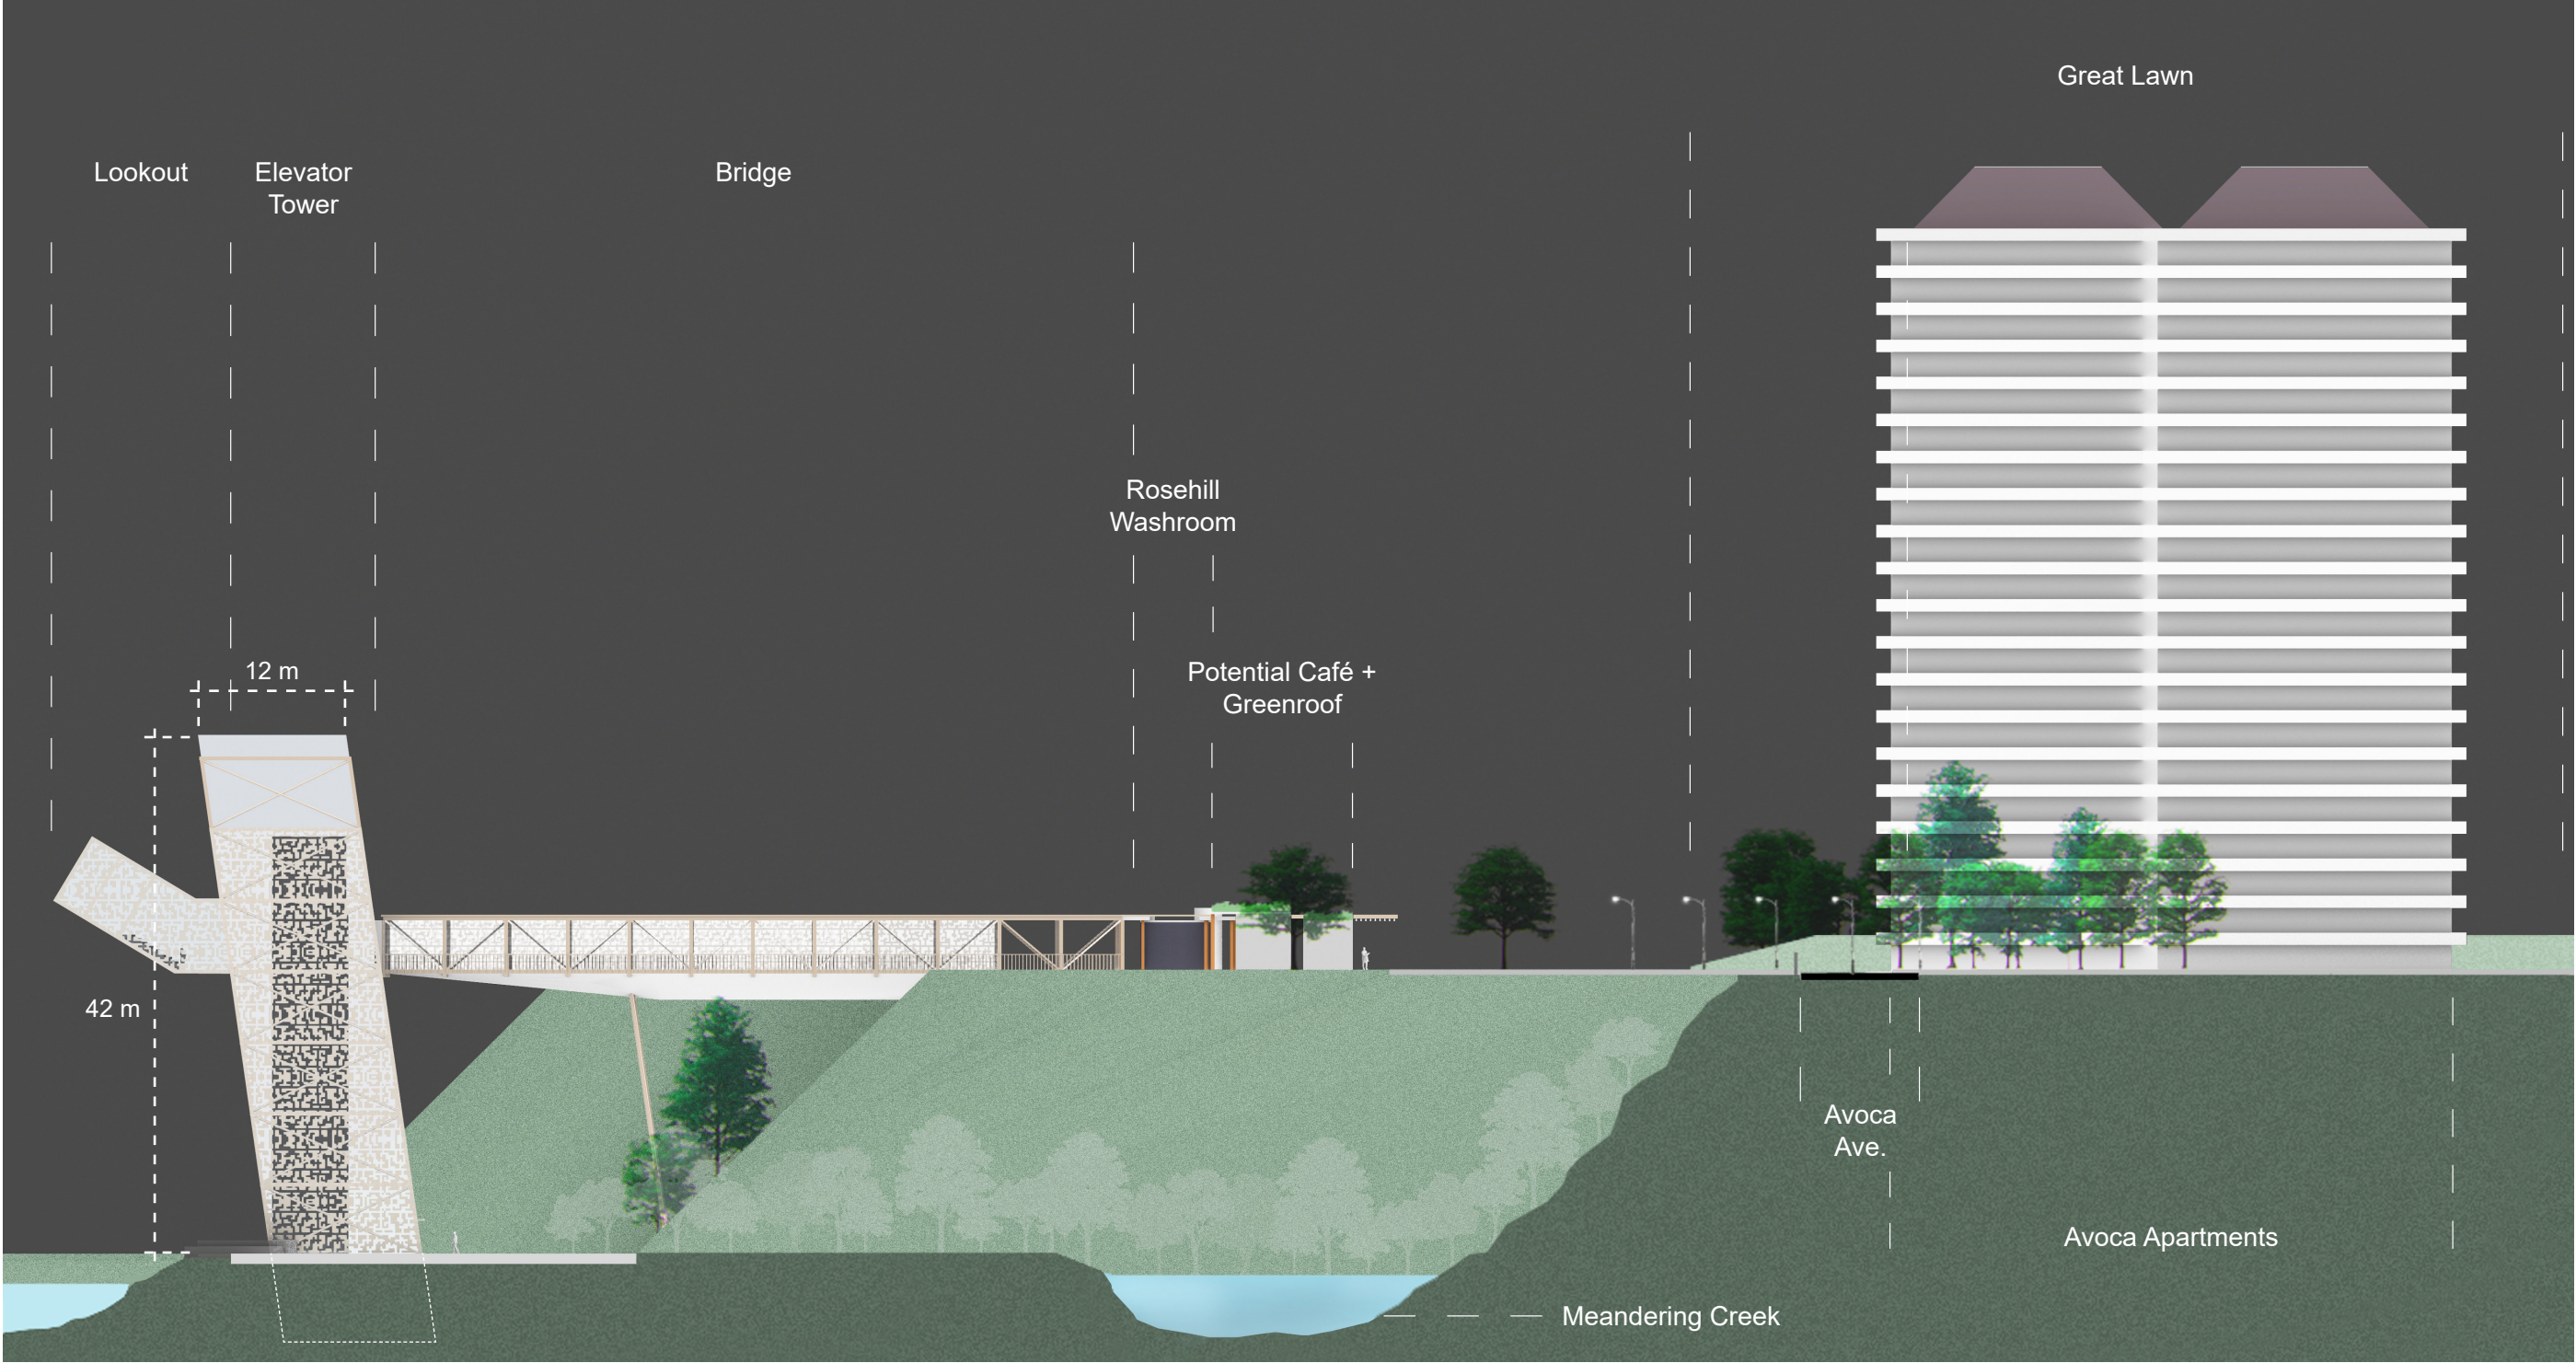 Great Lawn
Lookout
Elevator
Tower
Bridge
Rosehill
Washroom
12 m
Potential Café +
Greenroof
42 m
Avoca
Ave.
Avoca Apartments
Meandering Creek